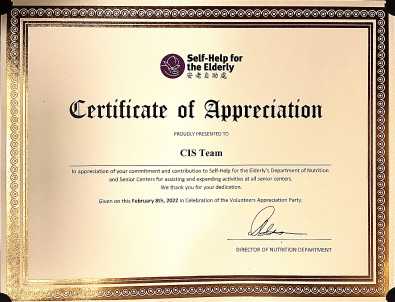 Self-Help for
the Elderly
安老自助處
Certificate of Appreciation
PROUDLY PRESENTED TO
CIS Team
In appreciation of your commitment and contribution to Self-Help for the Elderly's Department of Nutrition
and Senior Centers for assisting and expending activities at all senior centers.
We thank you for your dedication.
Given on this February 8th, 2022 in Celebration of the Volunteers Appreciation Party.
DIRECTOR OF NUTRITION DEPARTMENT